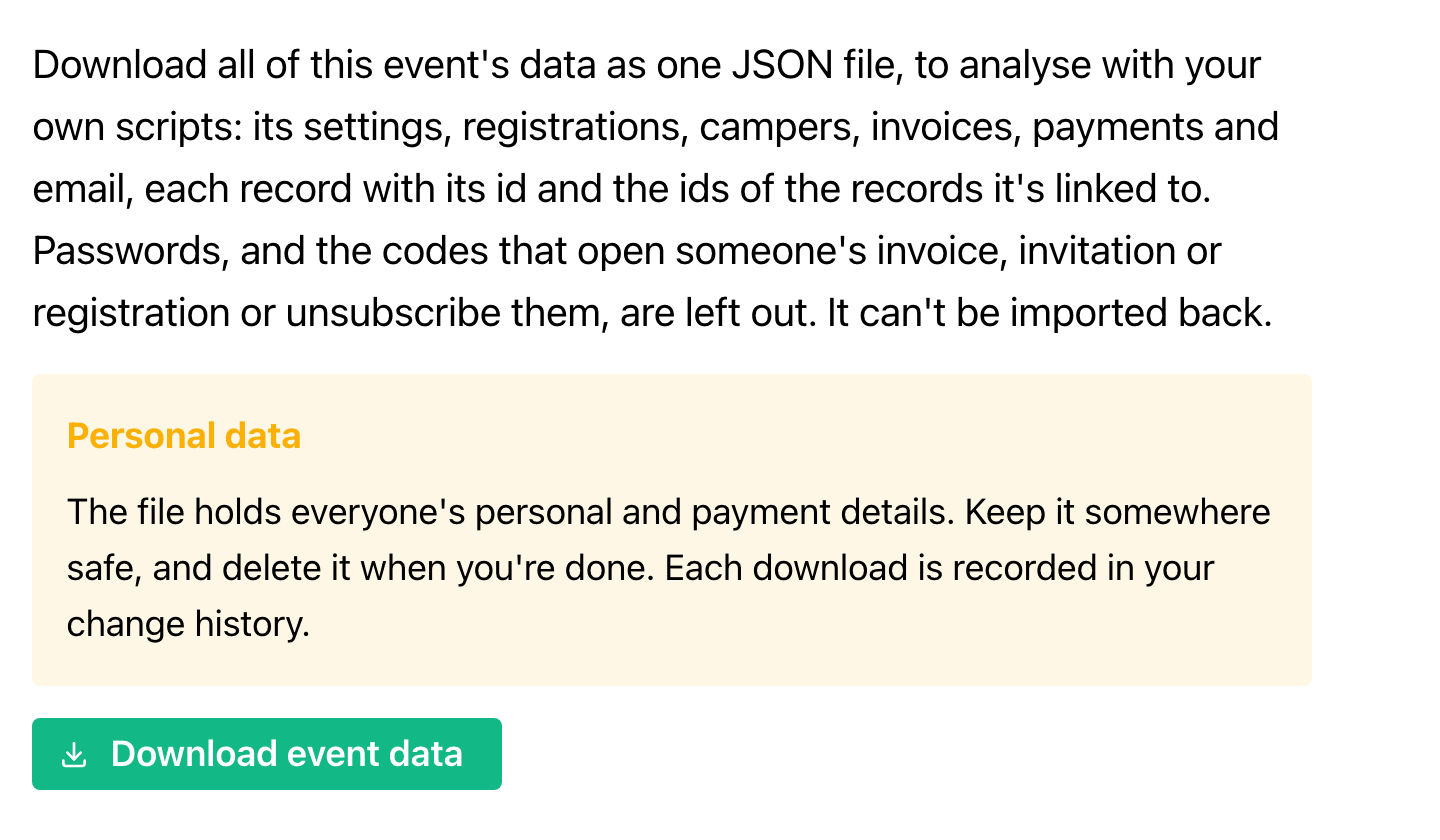 Download all of this event's data as one JSON file, to analyse with your
own scripts: its settings, registrations, campers, invoices, payments and
email, each record with its id and the ids of the records it's linked to.
Passwords, and the codes that open someone's invoice, invitation or
registration or unsubscribe them, are left out. It can't be imported back.
Personal data
The file holds everyone's personal and payment details. Keep it somewhere
safe, and delete it when you're done. Each download is recorded in your
change history.
Download event data